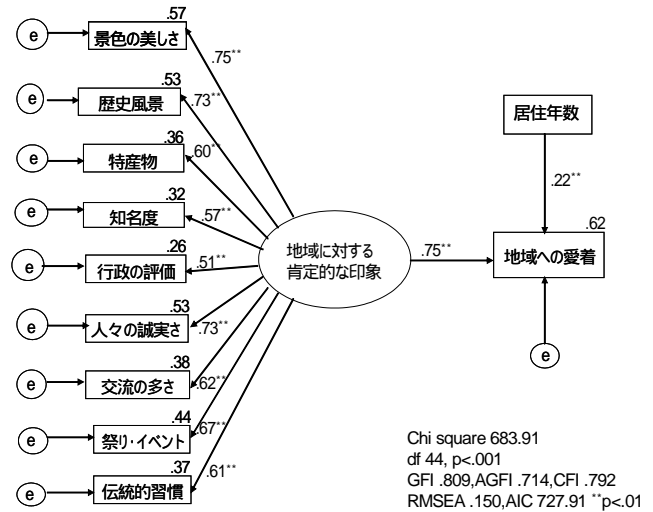 .57
e
景色の美しさ
.75**
.53
e
歴史風景
.73**
.36
e
特産物
.60**
.32
e
知名度
.57**
.26
e
行政の評価
.51**
.53
e
人々の誠実さ
.73**
.38
e
交流の多さ
.62**
.44
e
祭り・イベント
.67**
.37
e
伝統的習慣
.61**
地域に対する
肯定的な印象
.75**
居住年数
.22**
.62
地域への愛着
e
Chi square 683.91
df 44, p<.001
GFI .809,AGFI .714,CFI .792
RMSEA .150,AIC 727.91 **p<.01